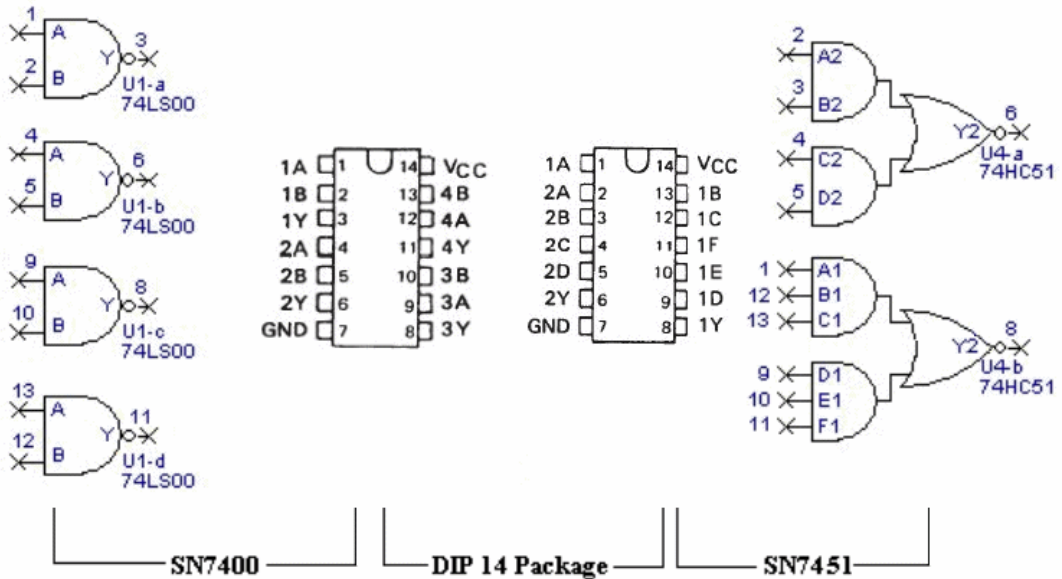 1
A
2
B
Y
3
U1-a
74LS00
4
A
5
B
Y
6
U1-b
74LS00
9
A
10
B
Y
8
U1-c
74LS00
13
A
12
B
Y
11
U1-d
74LS00
1A 1 14 VCC
1B 2 13 4B
1Y 3 12 4A
2A 4 11 4Y
2B 5 10 3B
2Y 6 9 3A
GND 7 8 3Y
1A 1 14 VCC
2A 2 13 1B
2B 3 12 1C
2C 4 11 1F
2D 5 10 1E
2Y 6 9 1D
GND 7 8 1Y
2 A2
3 B2
4 C2
5 D2
Y2
6
U4-a
74HC51
1 A1
12 B1
13 C1
9 D1
10 E1
11 F1
Y2
8
U4-b
74HC51
SN7400
DIP 14 Package
SN7451